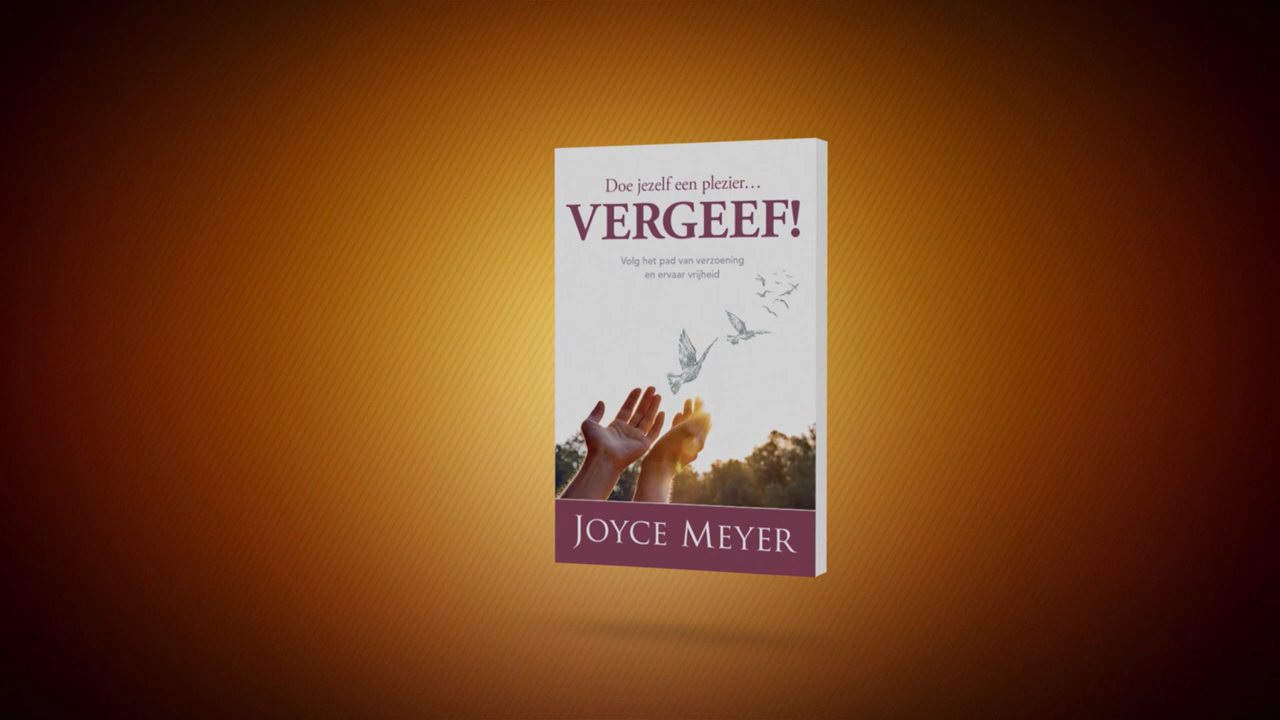 Doe jezelf een plezier...
VERGEEF!
Volg het pad van verzoening
en ervaar vrijheid
JOYCE MEYER